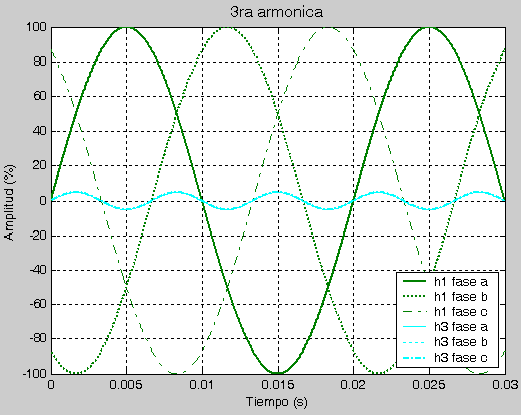 3ra armonica
Amplitud (%)
100
80
60
40
20
0
-20
-40
-60
-80
-100
h1 fase a
h1 fase b
h1 fase c
h3 fase a
h3 fase b
h3 fase c
0 0.005 0.01 0.015 0.02 0.025 0.03
Tiempo (s)